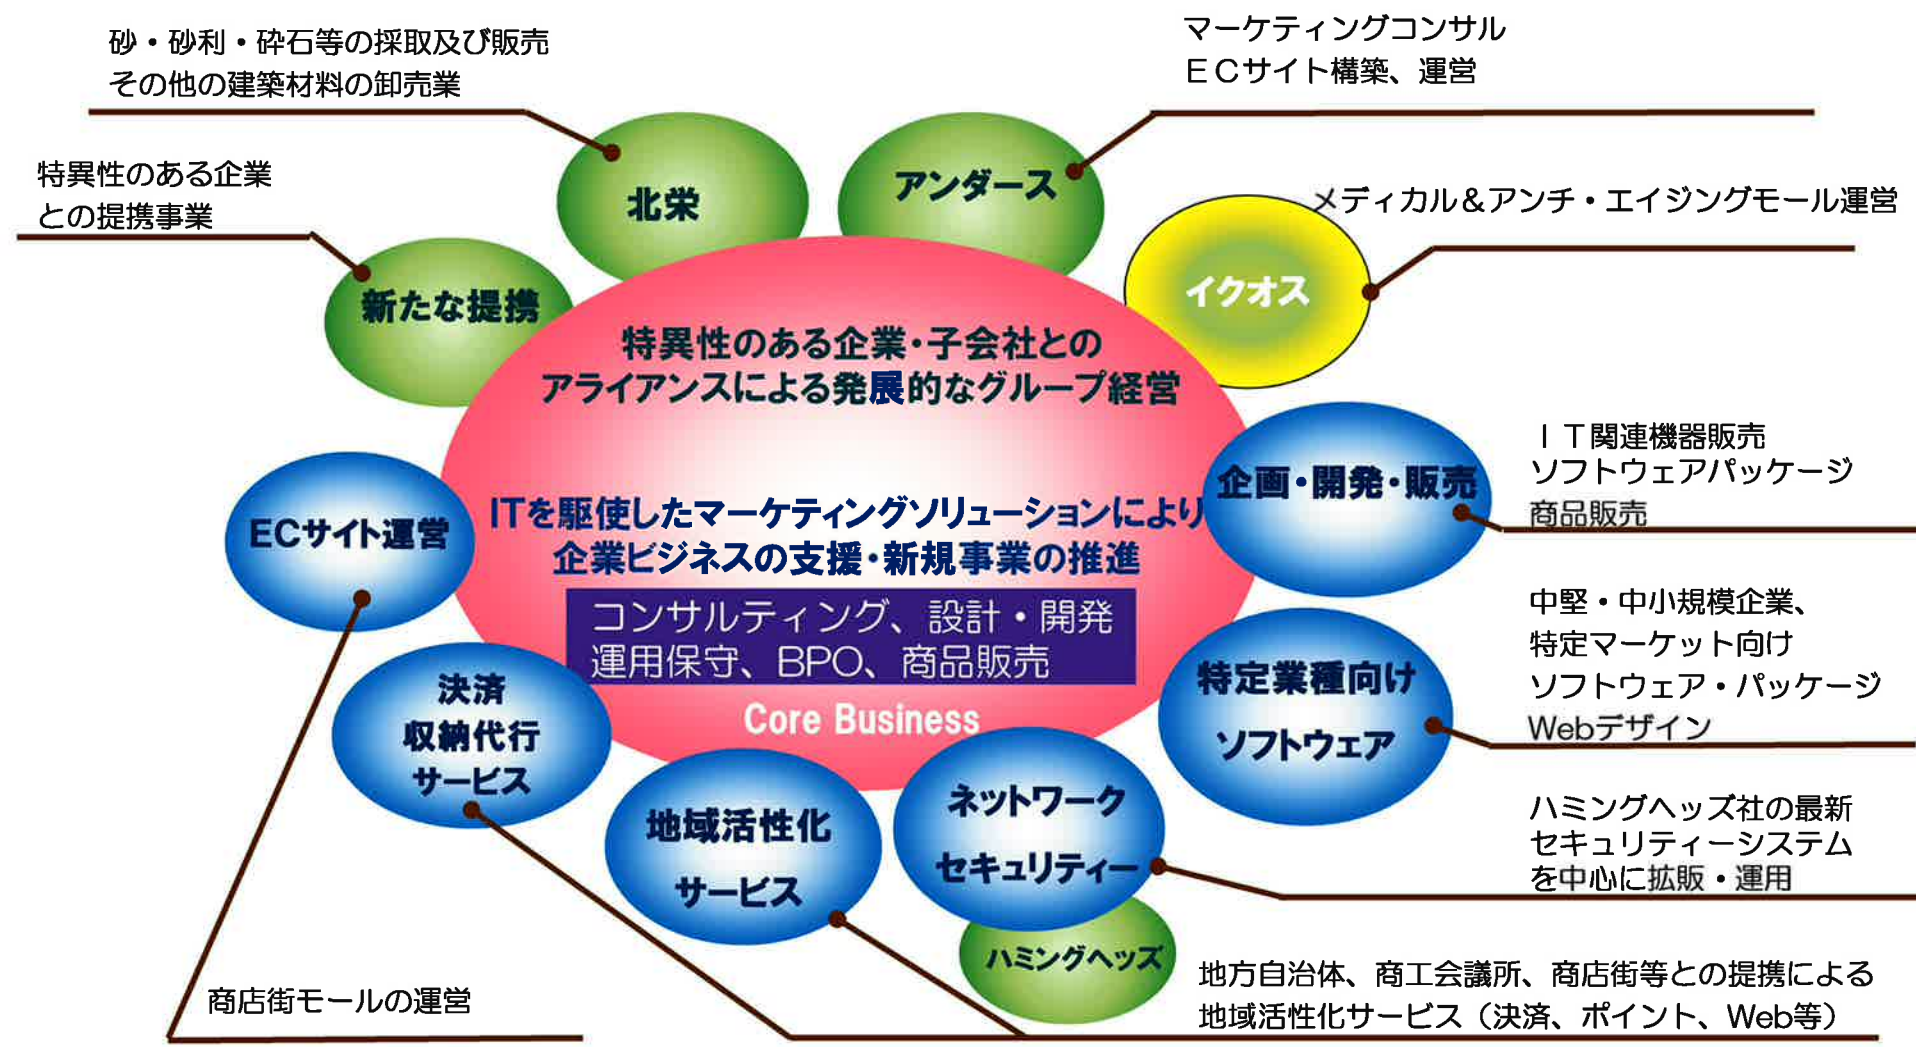 砂・砂利・砕石等の採取及び販売
その他の建築材料の卸売業
マーケティングコンサル
ＥＣサイト構築、運営
特異性のある企業
との提携事業
北栄
アンダース
メディカル＆アンチ・エイジングモール運営
新たな提携
イクオス
特異性のある企業・子会社との
アライアンスによる発展的なグループ経営
ＩＴ関連機器販売
ソフトウェアパッケージ
商品販売
企画・開発・販売
ECサイト運営
ITを駆使したマーケティングソリューションにより
企業ビジネスの支援・新規事業の推進
コンサルティング、設計・開発
運用保守、BPO、商品販売
Core Business
中堅・中小規模企業、
特定マーケット向け
ソフトウェア・パッケージ
Webデザイン
特定業種向け
ソフトウェア
決済
収納代行
サービス
地域活性化
サービス
ネットワーク
セキュリティー
ハミングヘッズ社の最新
セキュリティーシステム
を中心に拡販・運用
ハミングヘッズ
商店街モールの運営
地方自治体、商工会議所、商店街等との提携による
地域活性化サービス（決済、ポイント、Web等）